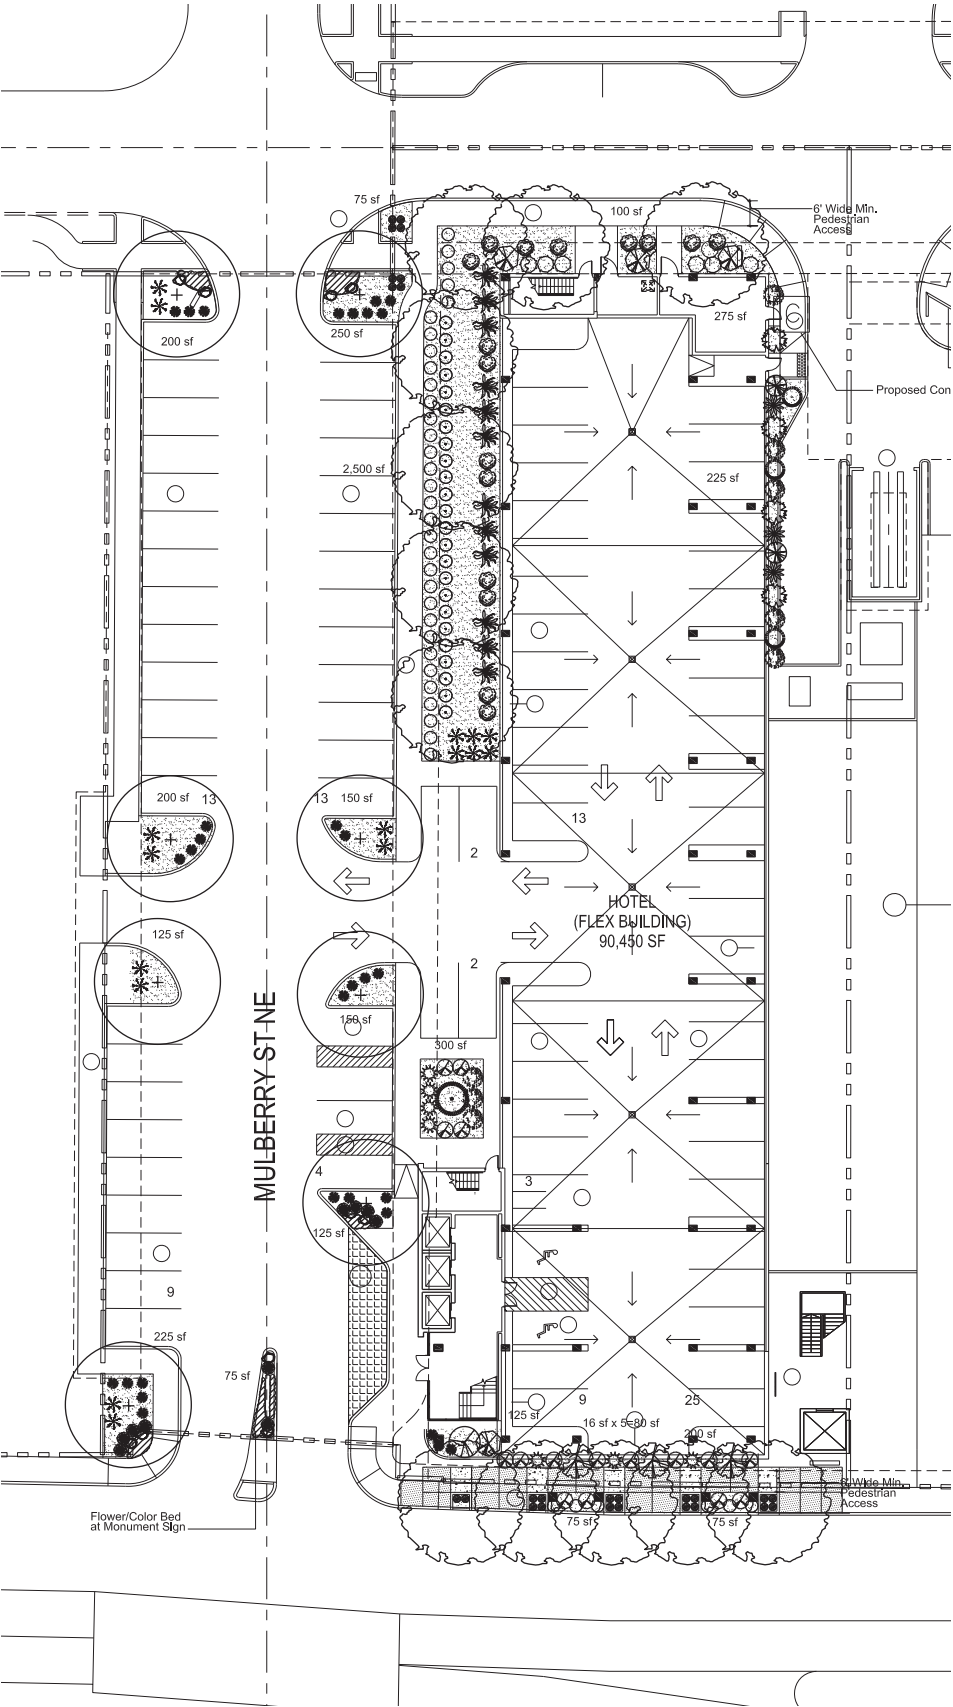 75 sf
100 sf
6' Wide Min.
Pedestrian
Access
200 sf
250 sf
275 sf
Proposed Con
2,500 sf
225 sf
200 sf
13
13
150 sf
13
2
HOTEL
(FLEX BUILDING)
90,450 SF
125 sf
2
150 sf
300 sf
MULBERRY ST NE
4
3
125 sf
9
225 sf
75 sf
9
25
125 sf
16 sf x 5=80 sf
200 sf
6' Wide Min.
Pedestrian
Access
Flower/Color Bed
at Monument Sign
75 sf
75 sf